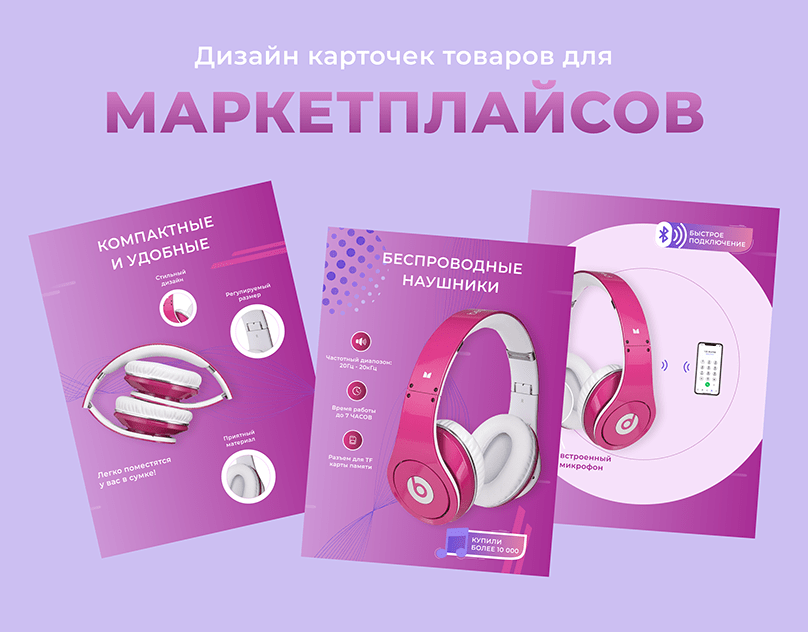 Дизайн карточек товаров для
МАРКЕТПЛАЙСОВ
КОМПАКТНЫЕ
И УДОБНЫЕ
Стильный
дизайн
Регулируемый
размер
Приятный
материал
Легко поместятся
у вас в сумке!
БЕСПРОВОДНЫЕ
НАУШНИКИ
Частотный диапозон:
20Гц - 20кГц
Время работы
до 7 ЧАСОВ
Разъем для TF
карты памяти
b
КУПИЛИ
БОЛЕЕ 10 000
БЫСТРОЕ
ПОДКЛЮЧЕНИЕ
встроенный
микрофон